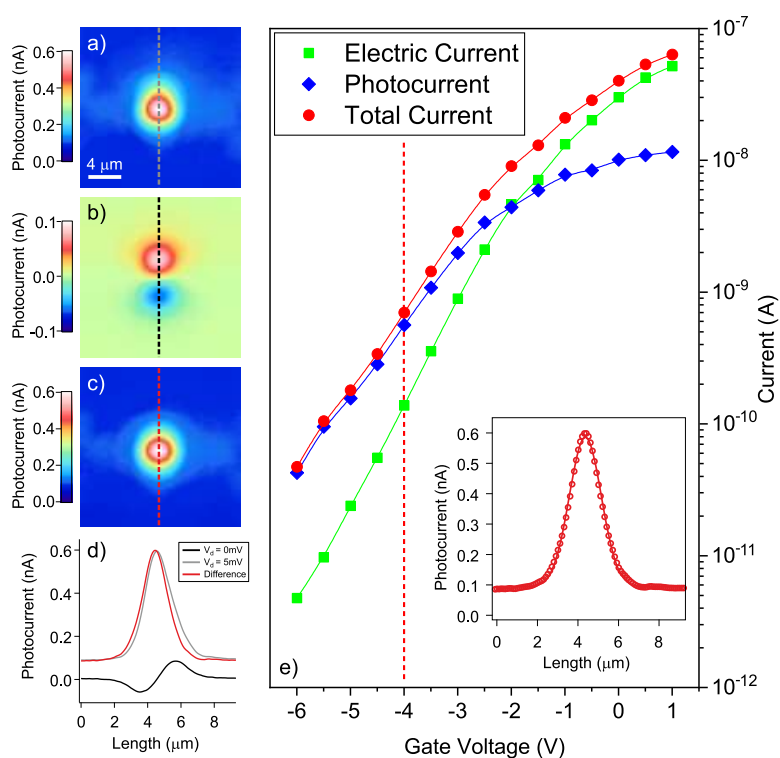 a)
Photocurrent (nA)
0.6
0.4
0.2
0.0
4 μm
b)
Photocurrent (nA)
0.1
0.0
-0.1
c)
Photocurrent (nA)
0.6
0.4
0.2
0.0
d)
Photocurrent (nA)
0.6
0.4
0.2
0.0
Vd = 0mV
Vd = 5mV
Difference
0 2 4 6 8
Length (μm)
Electric Current
Photocurrent
Total Current
e)
10-7
10-8
10-9
10-10
10-11
10-12
Current (A)
-6 -5 -4 -3 -2 -1 0 1
Gate Voltage (V)
Photocurrent (nA)
0.6
0.5
0.4
0.3
0.2
0.1
0.0
0 2 4 6 8
Length (μm)